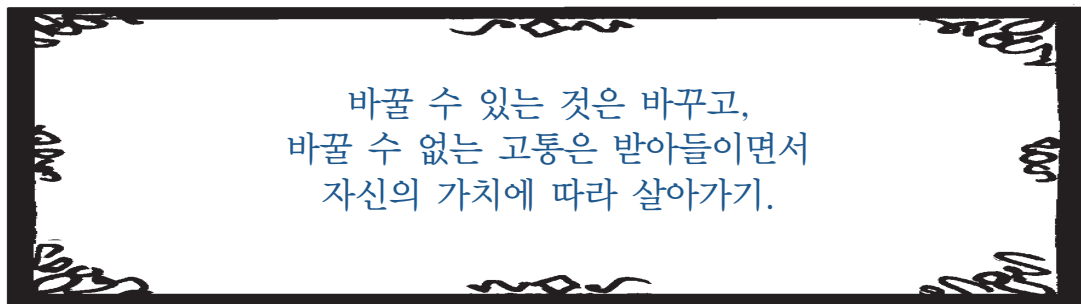 바꿀 수 있는 것은 바꾸고,
바꿀 수 없는 고통은 받아들이면서
자신의 가치에 따라 살아가기.